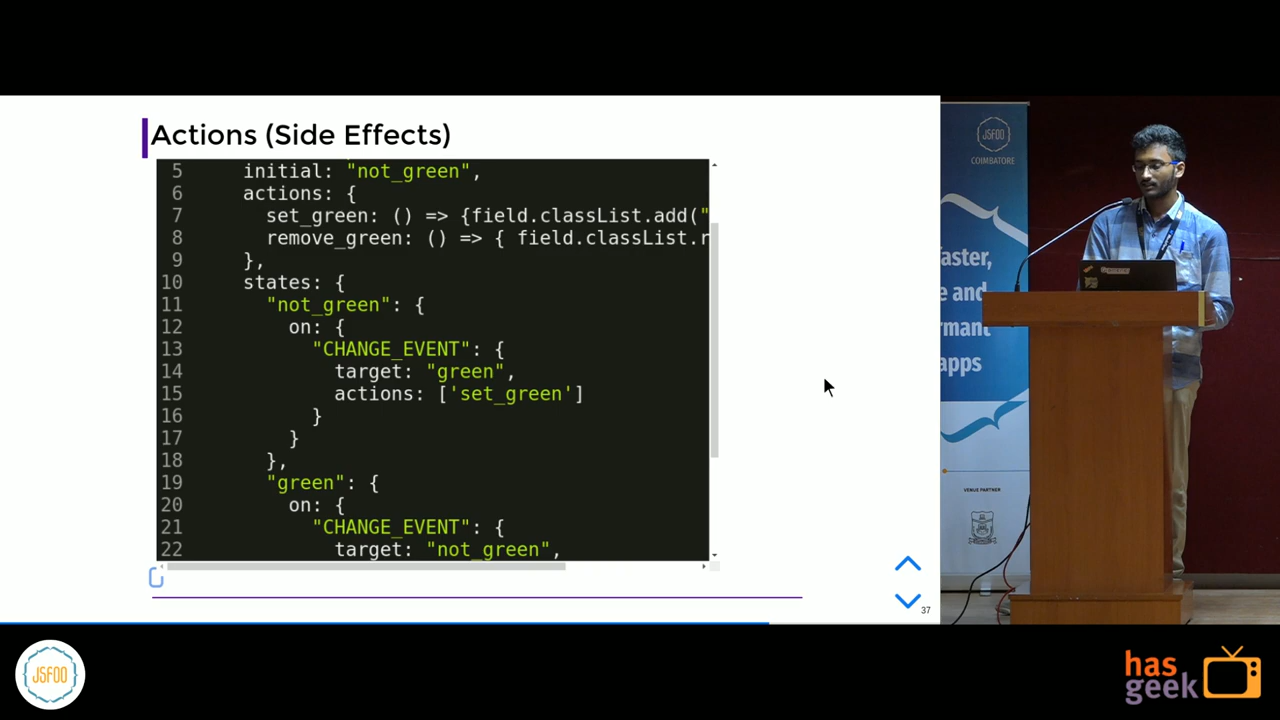 Actions (Side Effects)
5 initial: "not_green",
6 actions: {
7 set_green: () => {field.classList.add("
8 remove_green: () => { field.classList.r
9 },
10 states: {
11 "not_green": {
12 on: {
13 "CHANGE_EVENT": {
14 target: "green",
15 actions: ['set_green']
16 }
17 }
18 },
19 "green": {
20 on: {
21 "CHANGE_EVENT": {
22 target: "not_green",
37
JSFOO
COIMBATORE
aster,
e and
rmant
apps
VENUE PARTNER
JSFOO
has
geek